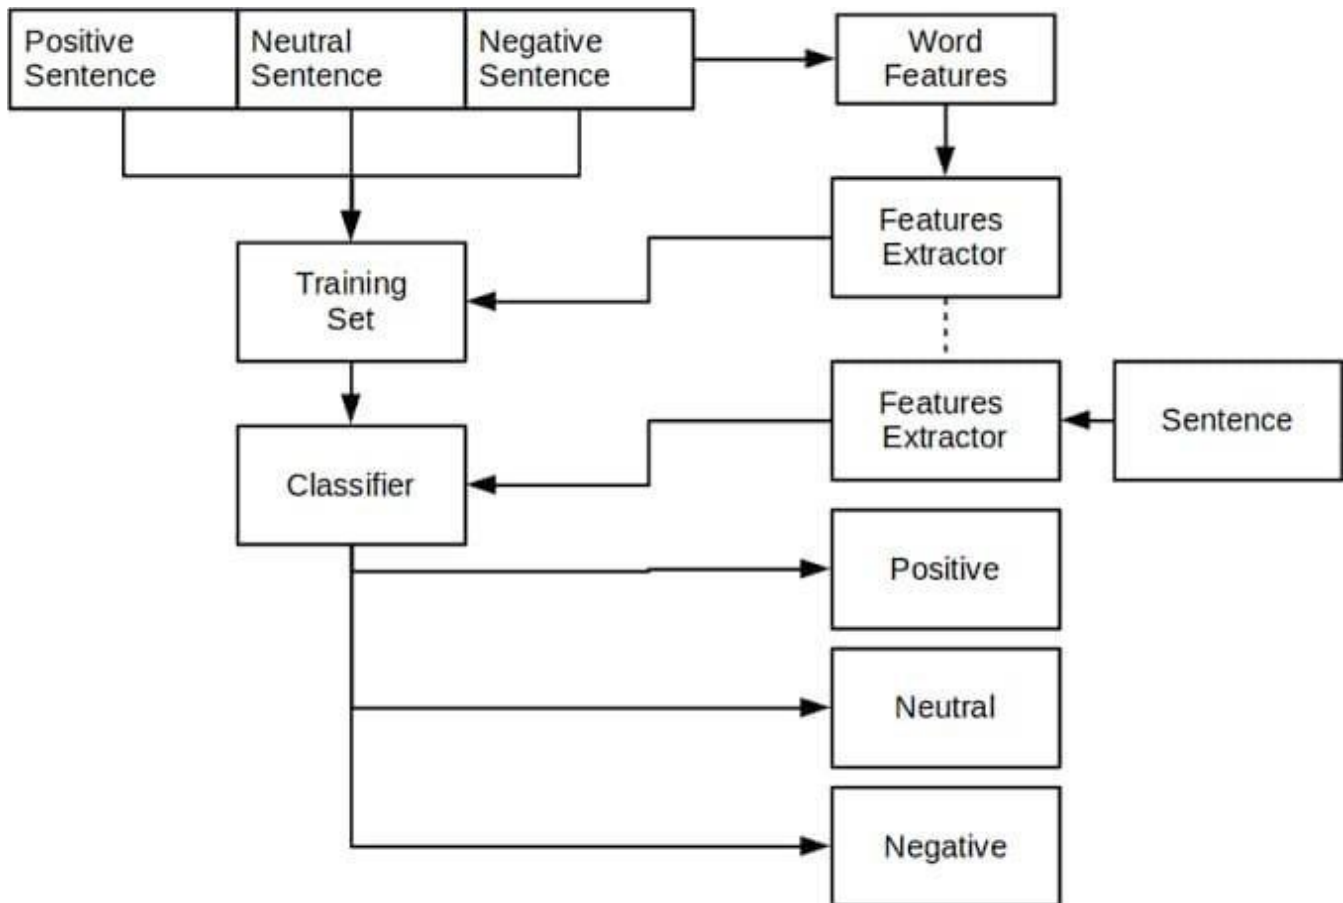 Positive
Sentence
Neutral
Sentence
Negative
Sentence
Word
Features
Features
Extractor
Training
Set
Features
Extractor
Sentence
Classifier
Positive
Neutral
Negative